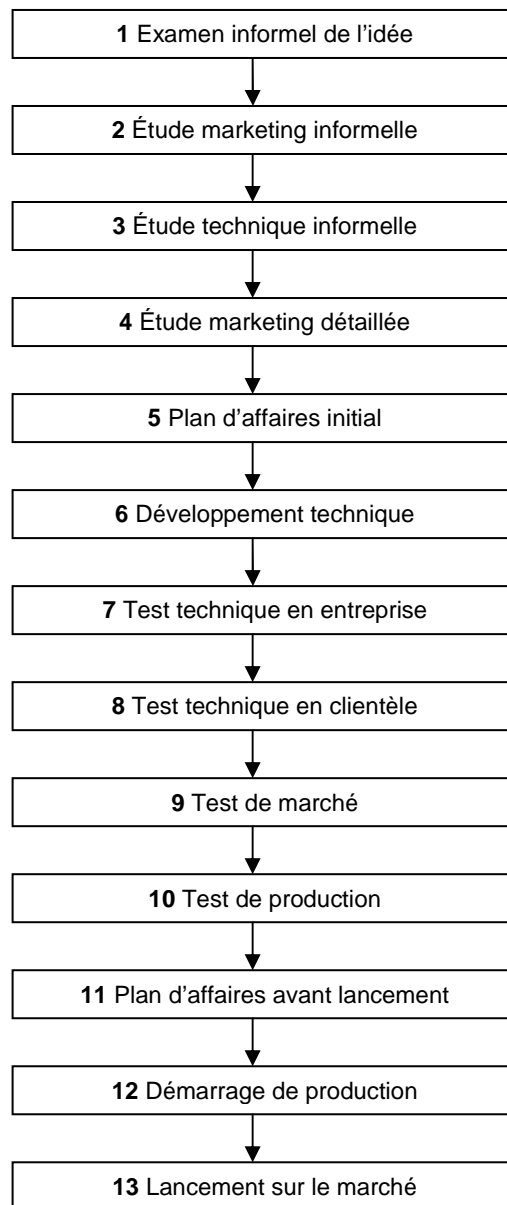 1 Examen informel de l’idée
2 Étude marketing informelle
3 Étude technique informelle
4 Étude marketing détaillée
5 Plan d’affaires initial
6 Développement technique
7 Test technique en entreprise
8 Test technique en clientèle
9 Test de marché
10 Test de production
11 Plan d’affaires avant lancement
12 Démarrage de production
13 Lancement sur le marché